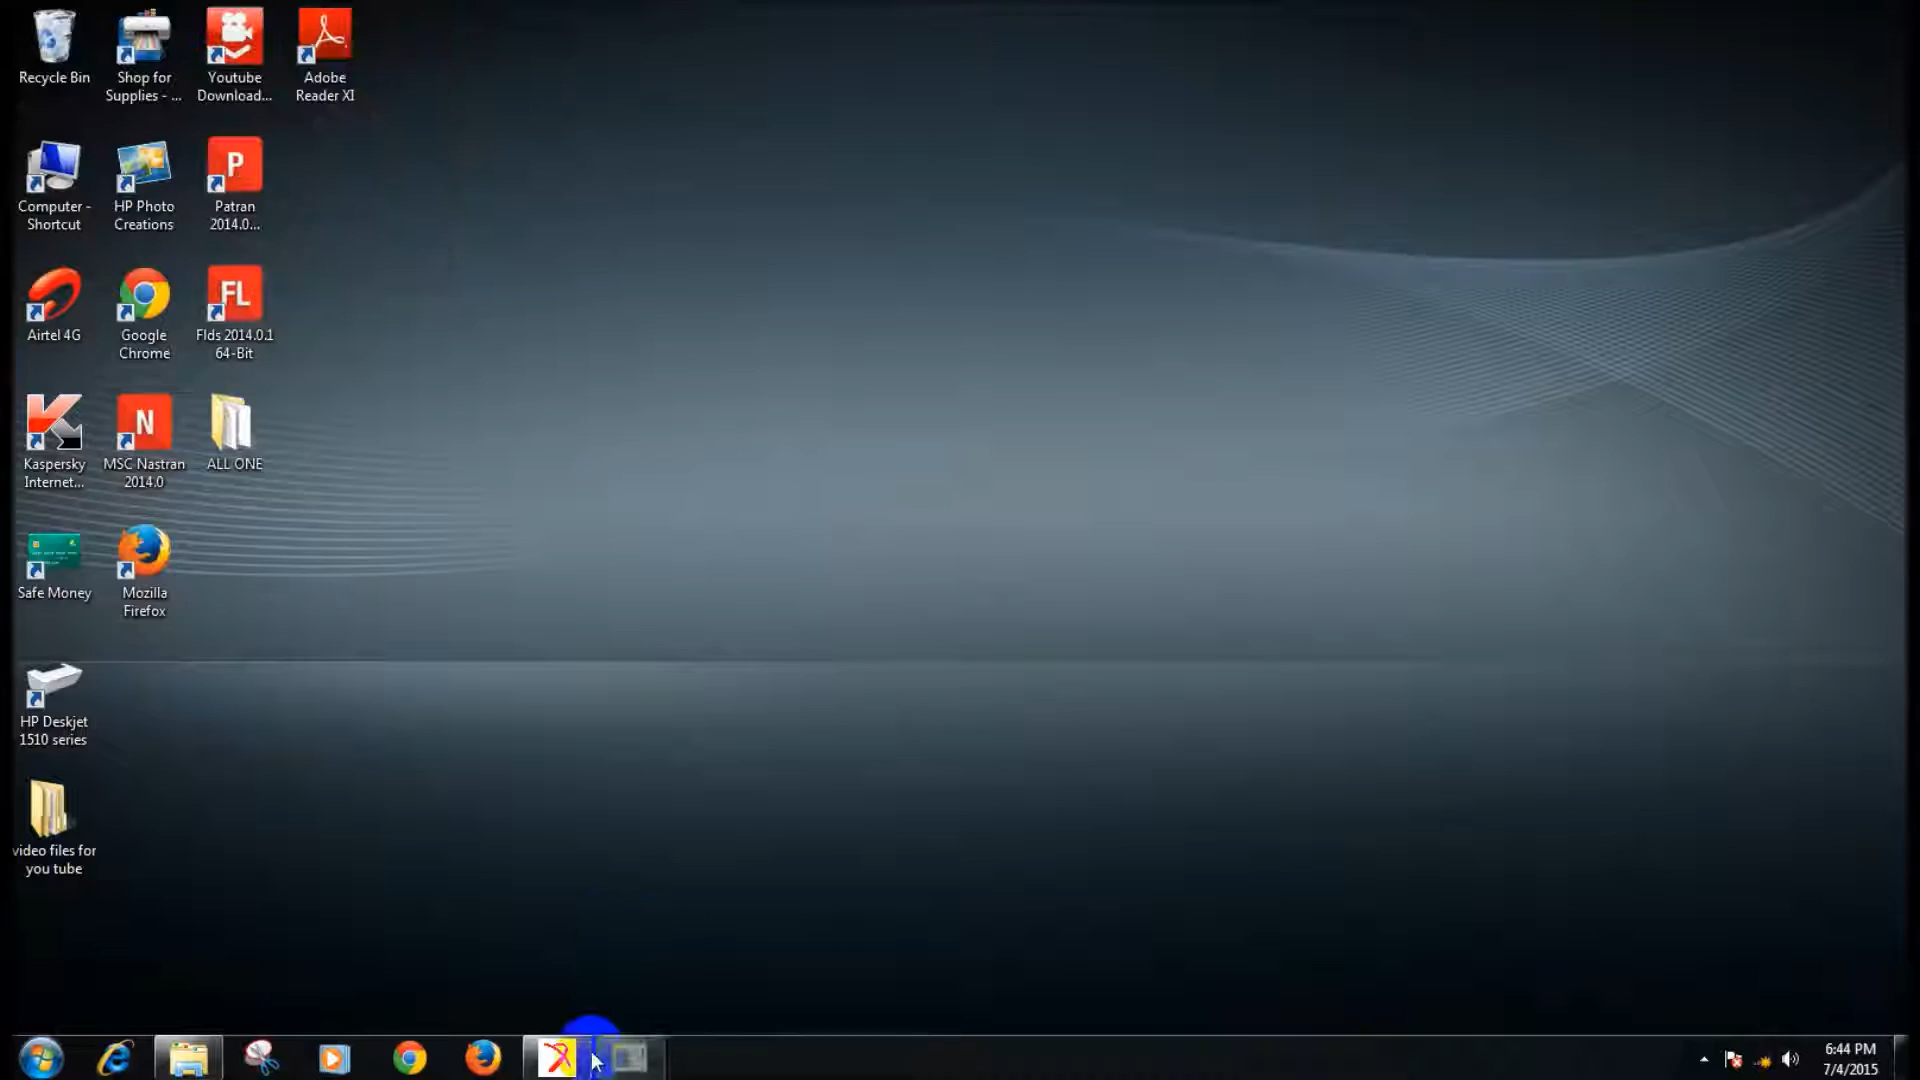 Recycle Bin
Shop for
Supplies - ...
Youtube
Download...
Adobe
Reader XI
Computer -
Shortcut
HP Photo
Creations
P
Patran
2014.0...
Airtel 4G
Google
Chrome
FL
Flds 2014.0.1
64-Bit
Kaspersky
Internet...
N
MSC Nastran
2014.0
ALL ONE
Safe Money
Mozilla
Firefox
HP Deskjet
1510 series
video files for
you tube
6:44 PM
7/4/2015